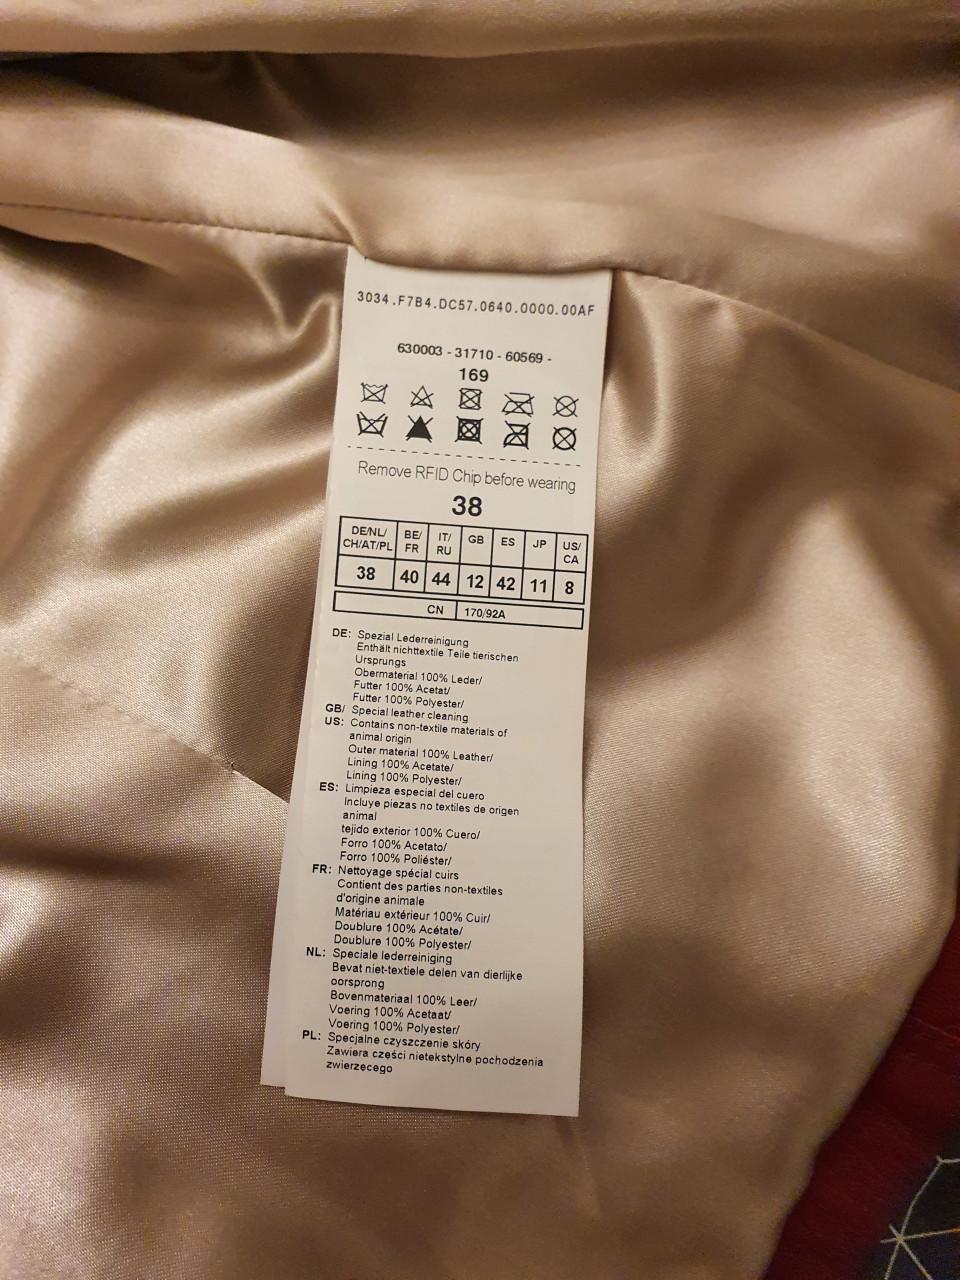 3034.F7B4.DC57.0640.0000.00AF
630003 - 31710 - 60569 -
169
Remove RFID Chip before wearing
38
DE/NL/ BE/ IT/ GB ES JP US/
CH/AT/PL FR RU CA
38 40 44 12 42 11 8
CN 170/92A
DE: Spezial Lederreinigung
Enthält nichttextile Teile tierischen
Ursprungs
Obermaterial 100% Leder/
Futter 100% Acetat/
Futter 100% Polyester/
GB/ Special leather cleaning
US: Contains non-textile materials of
animal origin
Outer material 100% Leather/
Lining 100% Acetate/
Lining 100% Polyester/
ES: Limpieza especial del cuero
Incluye piezas no textiles de origen
animal
tejido exterior 100% Cuero/
Forro 100% Acetato/
Forro 100% Poliéster/
FR: Nettoyage spécial cuirs
Contient des parties non-textiles
d'origine animale
Matériau extérieur 100% Cuir/
Doublure 100% Acétate/
Doublure 100% Polyester/
NL: Speciale lederreiniging
Bevat niet-textiele delen van dierlijke
oorsprong
Bovenmateriaal 100% Leer/
Voering 100% Acetaat/
Voering 100% Polyester/
PL: Specjalne czyszczenie skóry
Zawiera części nietekstylne pochodzenia
zwierzęcego